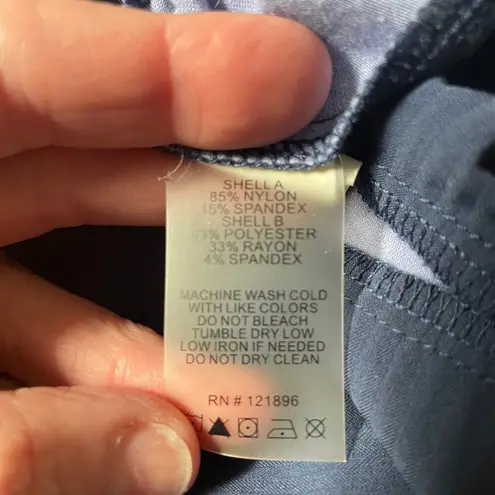 SHELL A
85% NYLON
15% SPANDEX
SHELL B
63% POLYESTER
33% RAYON
4% SPANDEX
MACHINE WASH COLD
WITH LIKE COLORS
DO NOT BLEACH
TUMBLE DRY LOW
LOW IRON IF NEEDED
DO NOT DRY CLEAN
RN # 121896